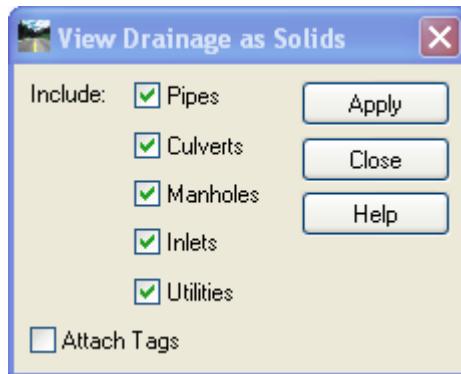 View Drainage as Solids
Include: Pipes Apply
Culverts Close
Manholes Help
Inlets
Utilities
Attach Tags